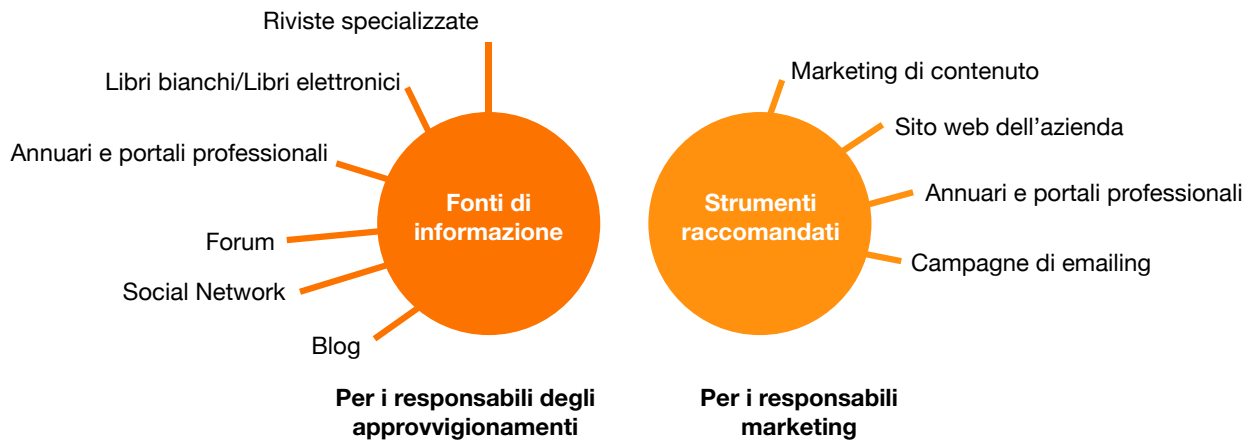 Riviste specializzate
Libri bianchi/Libri elettronici
Annuari e portali professionali
Forum
Social Network
Blog
Fonti di
informazione
Per i responsabili degli
approvvigionamenti
Marketing di contenuto
Sito web dell'azienda
Annuari e portali professionali
Campagne di emailing
Strumenti
raccomandati
Per i responsabili
marketing